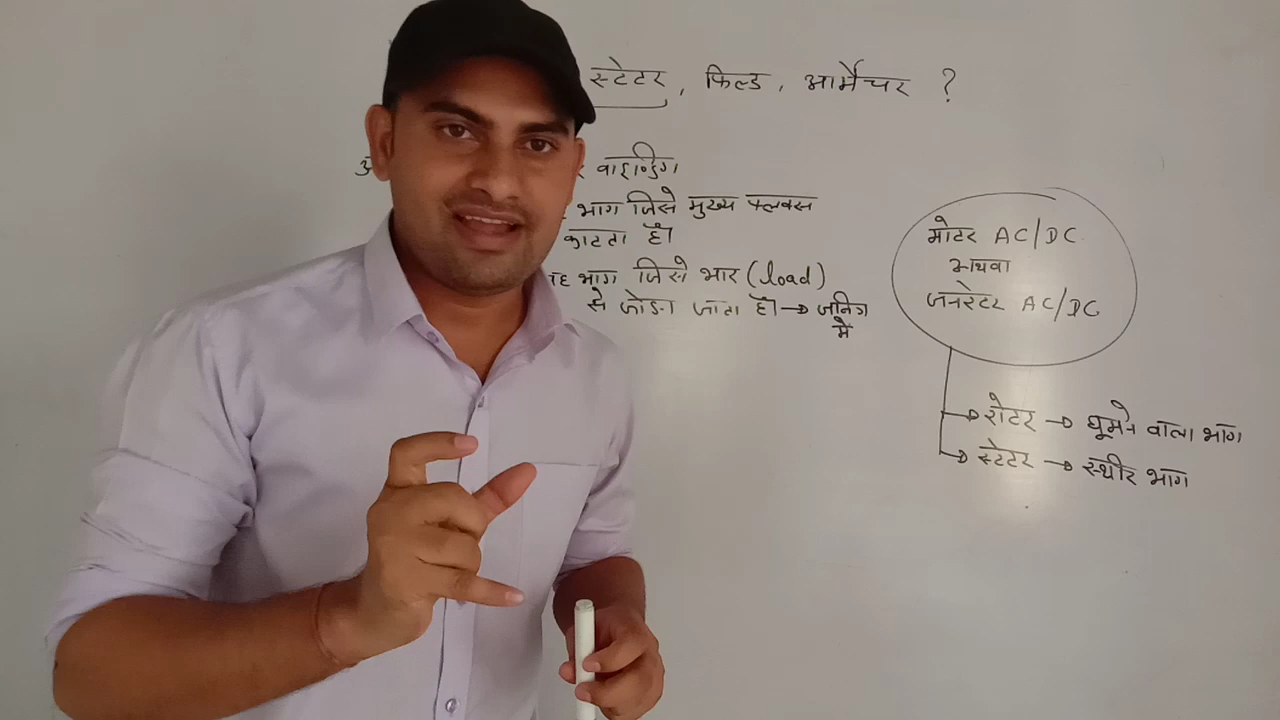 स्टेटर, फिल्ड, आर्मेचर ?
वाइण्डिंग
भाग जिसे मुख्य फ्लक्स
काटता है।
भाग जिसे भार (load)
से जोडा जाता है। → जनित्र
में
मोटर AC/DC
अथवा
जनरेटर AC/DC
→ रोटर → घूमने वाला भाग
→ स्टेटर → स्थीर भाग